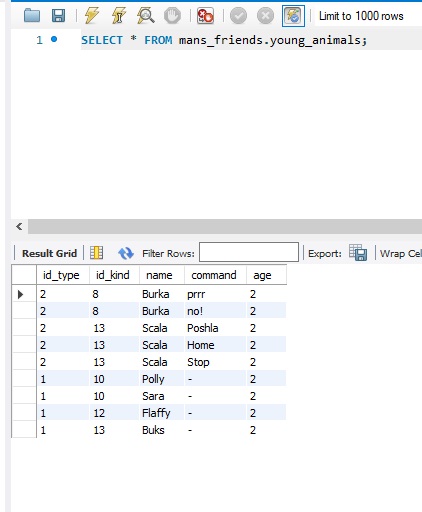 Limit to 1000 rows
1 SELECT * FROM mans_friends.young_animals;
Result Grid Filter Rows: Export: Wrap Cel
id_type id_kind name command age
2 8 Burka prrr 2
2 8 Burka no! 2
2 13 Scala Poshla 2
2 13 Scala Home 2
2 13 Scala Stop 2
1 10 Polly - 2
1 10 Sara - 2
1 12 Flaffy - 2
1 13 Buks - 2